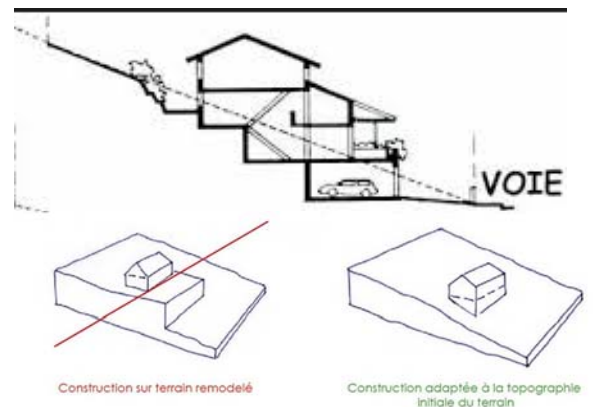 VOIE
Construction sur terrain remodelé
Construction adaptée à la topographie
initiale du terrain